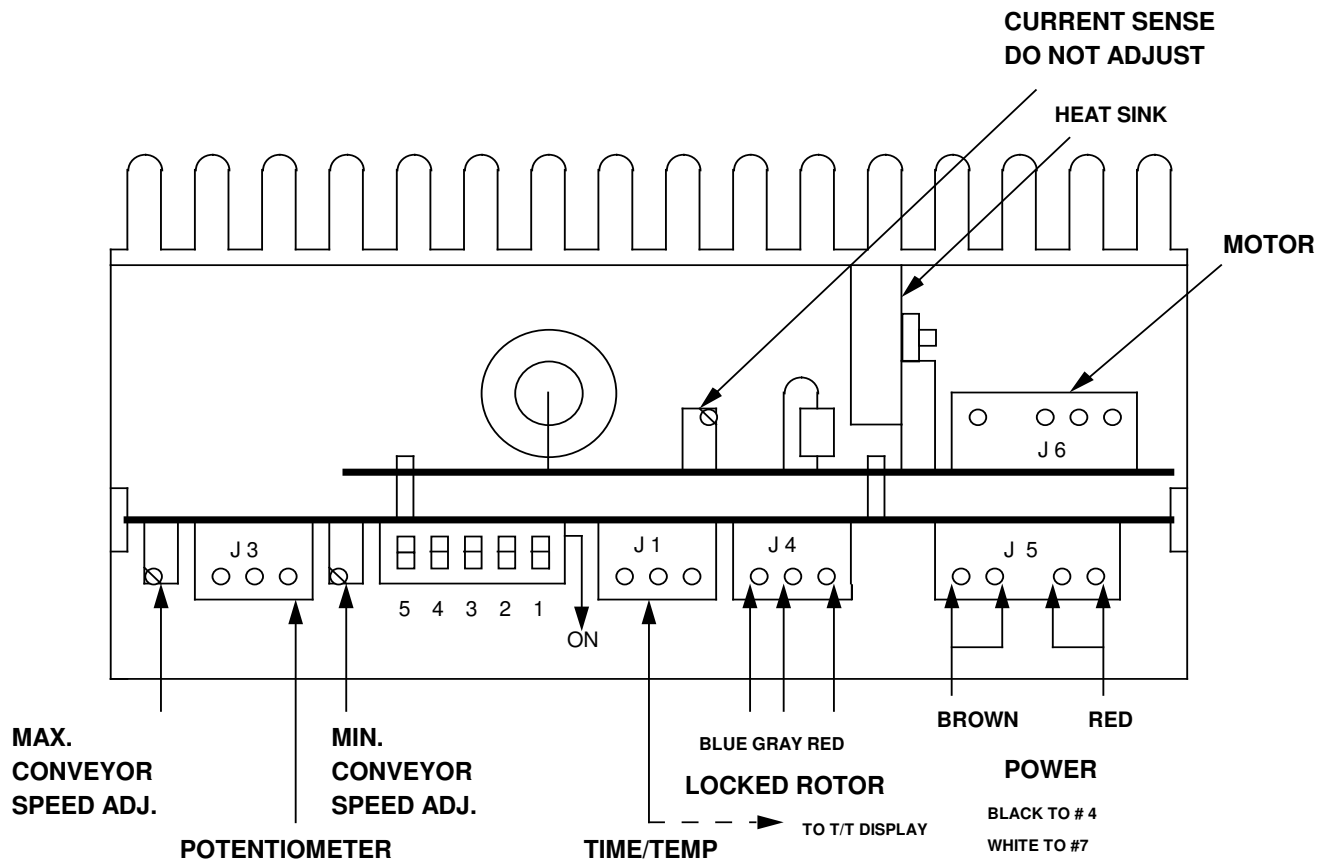 CURRENT SENSE
DO NOT ADJUST
HEAT SINK
MOTOR
J 6
J 3
J 1
J 4
J 5
5 4 3 2 1
ON
MAX.
CONVEYOR
SPEED ADJ.
MIN.
CONVEYOR
SPEED ADJ.
BLUE GRAY RED
LOCKED ROTOR
BROWN
RED
POWER
BLACK TO # 4
WHITE TO #7
TO T/T DISPLAY
POTENTIOMETER
TIME/TEMP